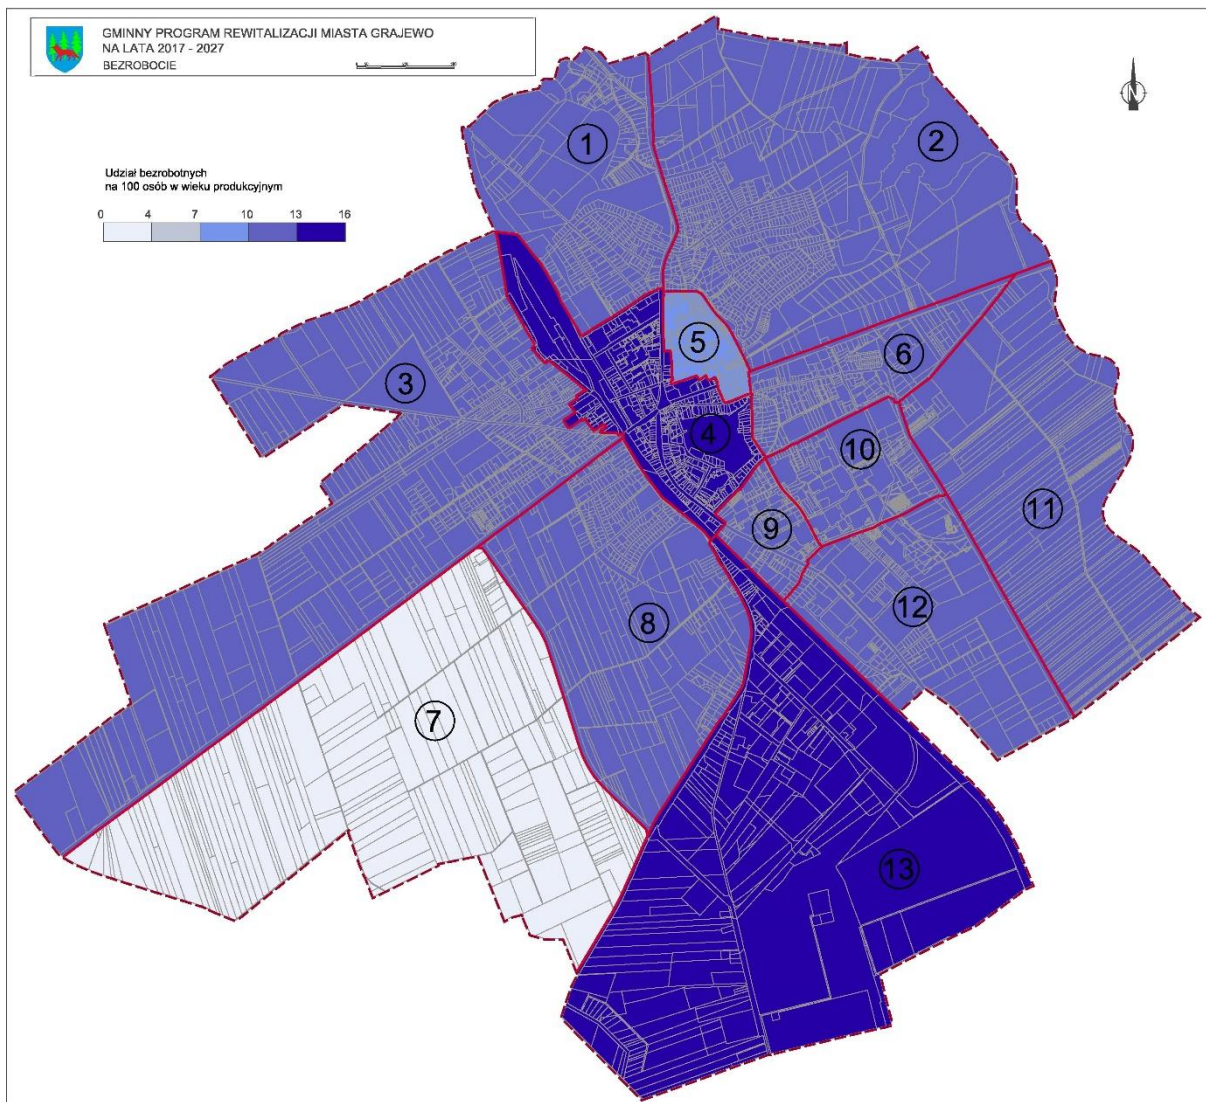 GMINNY PROGRAM REWITALIZACJI MIASTA GRAJEWO
NA LATA 2017 - 2027
BEZROBOCIE
N
Udział bezrobotnych
na 100 osób w wieku produkcyjnym
0 4 7 10 13 16
1
2
3
4
5
6
7
8
9
10
11
12
13